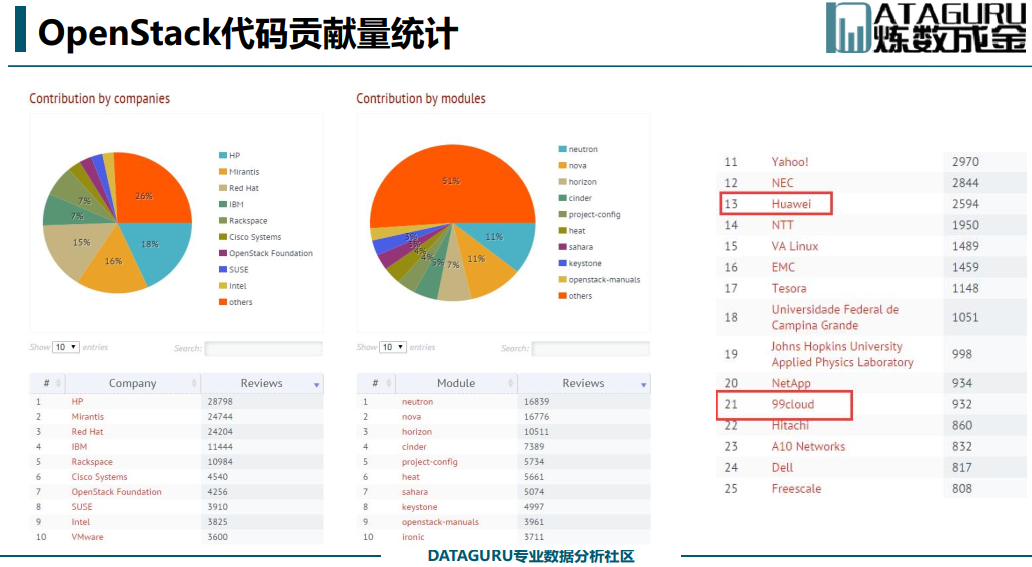 OpenStack代码贡献量统计
DATAGURU
炼数成金
Contribution by companies
26%
7%
7%
15%
16%
18%
HP
Mirantis
Red Hat
IBM
Rackspace
Cisco Systems
OpenStack Foundation
SUSE
Intel
others
Show 10 entries
Search:
# Company Reviews
1 HP 28798
2 Mirantis 24744
3 Red Hat 24204
4 IBM 11444
5 Rackspace 10984
6 Cisco Systems 4540
7 OpenStack Foundation 4256
8 SUSE 3910
9 Intel 3825
10 VMware 3600
Contribution by modules
51%
3%
3%
4%
4%
5%
7%
11%
11%
neutron
nova
horizon
cinder
project-config
heat
sahara
keystone
openstack-manuals
others
Show 10 entries
Search:
# Module Reviews
1 neutron 16839
2 nova 16776
3 horizon 10511
4 cinder 7389
5 project-config 5734
6 heat 5661
7 sahara 5074
8 keystone 4997
9 openstack-manuals 3961
10 ironic 3711
11 Yahoo! 2970
12 NEC 2844
13 Huawei 2594
14 NTT 1950
15 VA Linux 1489
16 EMC 1459
17 Tesora 1148
18 Universidade Federal de
Campina Grande 1051
19 Johns Hopkins University
Applied Physics Laboratory 998
20 NetApp 934
21 99cloud 932
22 Hitachi 860
23 A10 Networks 832
24 Dell 817
25 Freescale 808
DATAGURU专业数据分析社区